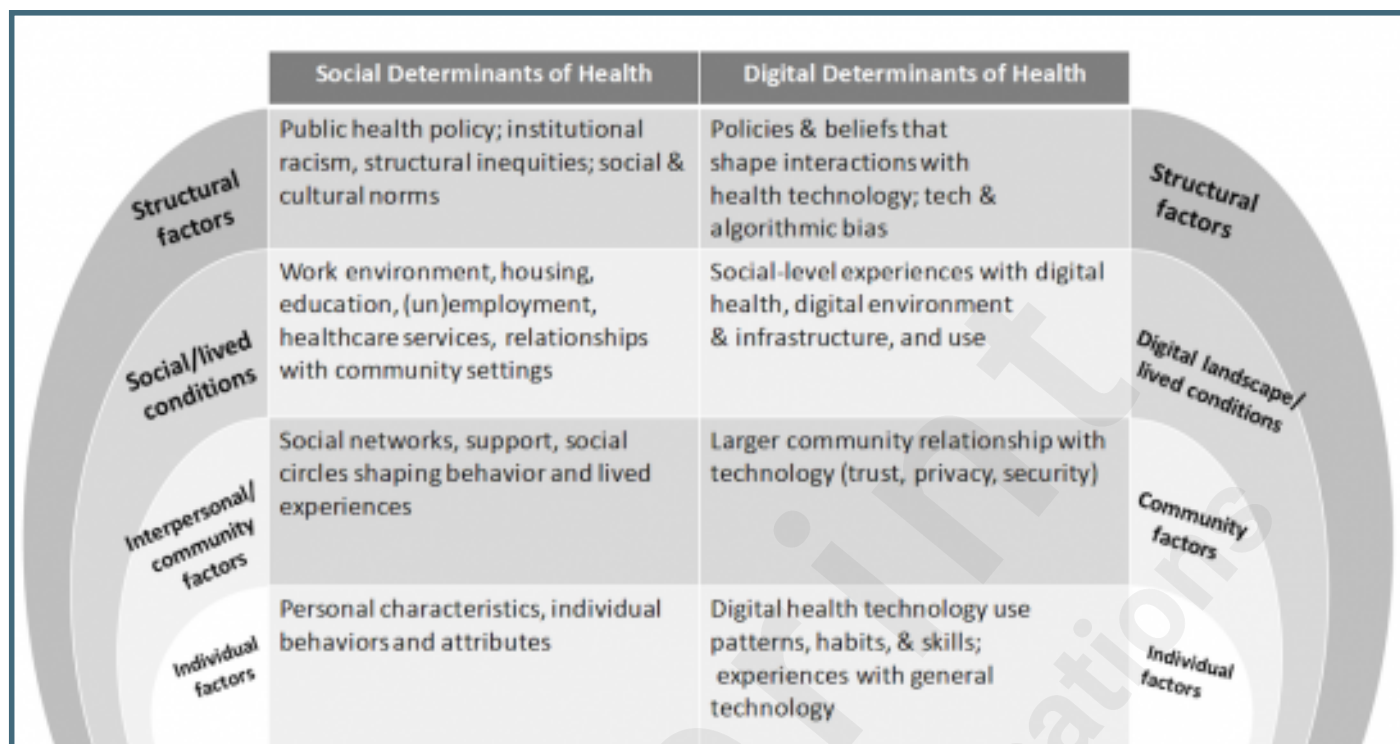 Social Determinants of Health
Digital Determinants of Health
Structural
factors
Public health policy; institutional
racism, structural inequities; social &
cultural norms
Policies & beliefs that
shape interactions with
health technology; tech &
algorithmic bias
Structural
factors
Social/lived
conditions
Work environment, housing,
education, (un)employment,
healthcare services, relationships
with community settings
Social-level experiences with digital
health, digital environment
& infrastructure, and use
Digital landscape/
lived conditions
Interpersonal/
community
factors
Social networks, support, social
circles shaping behavior and lived
experiences
Larger community relationship with
technology (trust, privacy, security)
Community
factors
Individual
factors
Personal characteristics, individual
behaviors and attributes
Digital health technology use
patterns, habits, & skills;
experiences with general
technology
Individual
factors